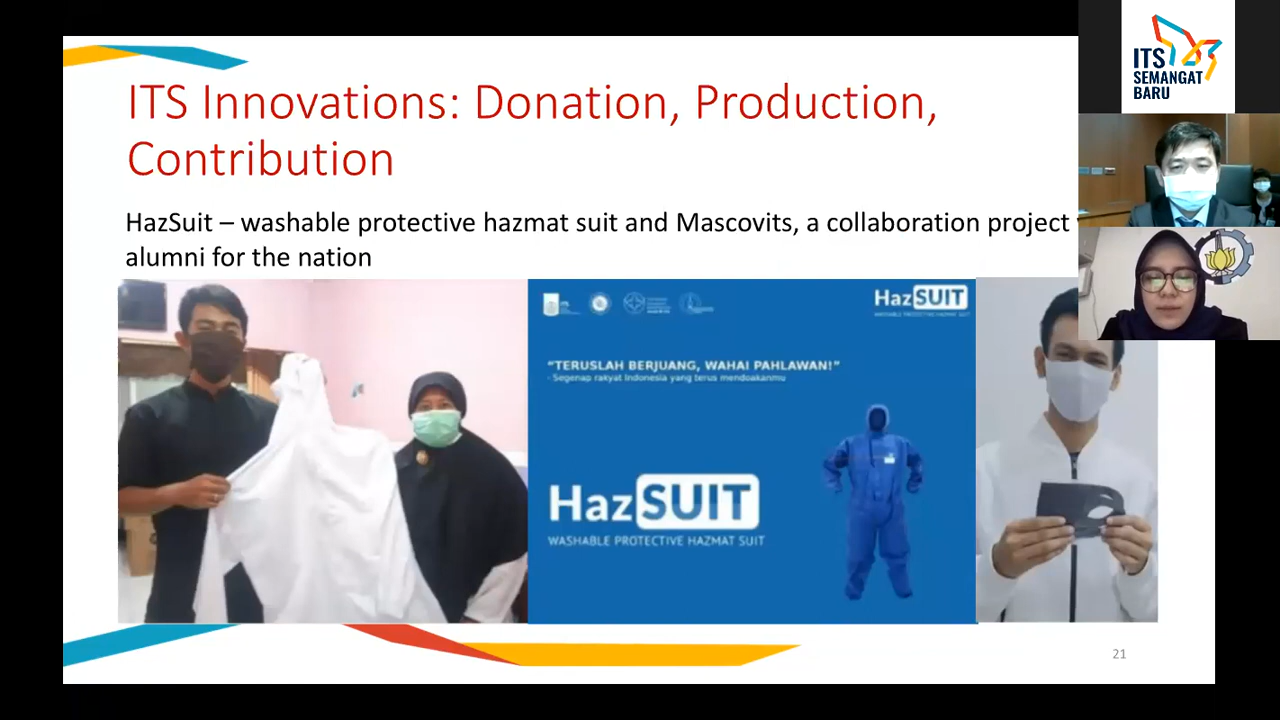 ITS Innovations: Donation, Production,
Contribution
HazSuit – washable protective hazmat suit and Mascovits, a collaboration project
alumni for the nation
HazSUIT
WASHABLE PROTECTIVE HAZMAT SUIT
“TERUSLAH BERJUANG, WAHAI PAHLAWAN!”
- Segenap rakyat Indonesia yang terus mendoakanmu
HazSUIT
WASHABLE PROTECTIVE HAZMAT SUIT
21
ITS
SEMANGAT
BARU